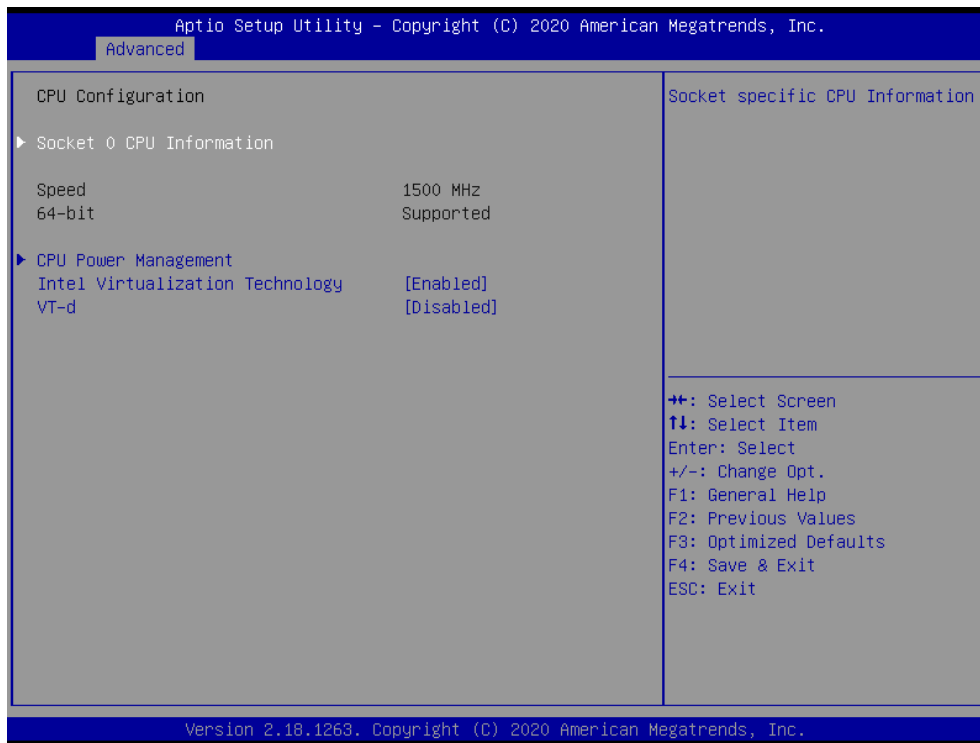 Aptio Setup Utility – Copyright (C) 2020 American Megatrends, Inc.
Advanced
CPU Configuration
Socket specific CPU Information
Socket 0 CPU Information
Speed 1500 MHz
64-bit Supported
CPU Power Management
Intel Virtualization Technology [Enabled]
VT-d [Disabled]
→←: Select Screen
↑↓: Select Item
Enter: Select
+/-: Change Opt.
F1: General Help
F2: Previous Values
F3: Optimized Defaults
F4: Save & Exit
ESC: Exit
Version 2.18.1263. Copyright (C) 2020 American Megatrends, Inc.